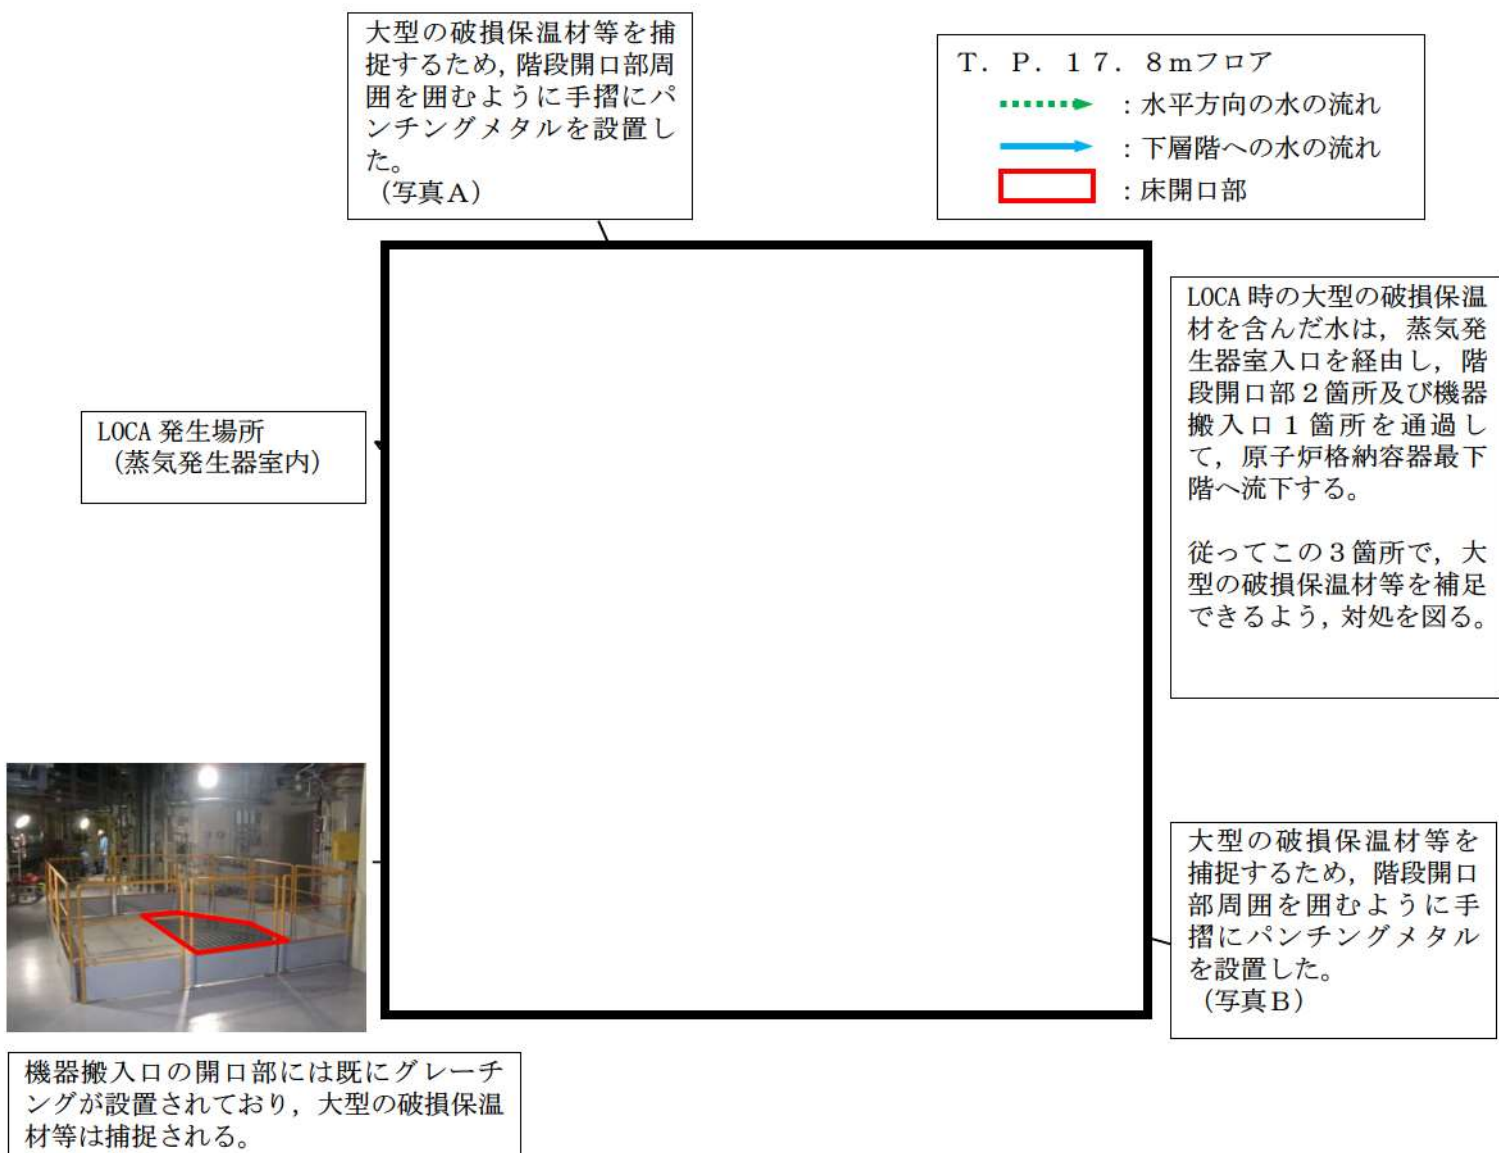 大型の破損保温材等を捕
捉するため,階段開口部周
囲を囲むように手摺にパ
ンチングメタルを設置し
た。
（写真Ａ）
Ｔ．Ｐ．１７．８ｍフロア
：水平方向の水の流れ
：下層階への水の流れ
：床開口部
LOCA 発生場所
（蒸気発生器室内）
LOCA 時の大型の破損保温
材を含んだ水は，蒸気発
生器室入口を経由し，階
段開口部２箇所及び機器
搬入口１箇所を通過し
て，原子炉格納容器最下
階へ流下する。
従ってこの３箇所で，大
型の破損保温材等を補足
できるよう,対処を図る。
大型の破損保温材等を
捕捉するため，階段開口
部周囲を囲むように手
摺にパンチングメタル
を設置した。
（写真Ｂ）
機器搬入口の開口部には既にグレーチ
ングが設置されており，大型の破損保温
材等は捕捉される。